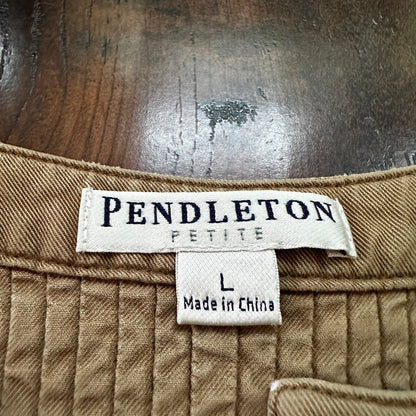 PENDLETON
PETITE
L
Made in China